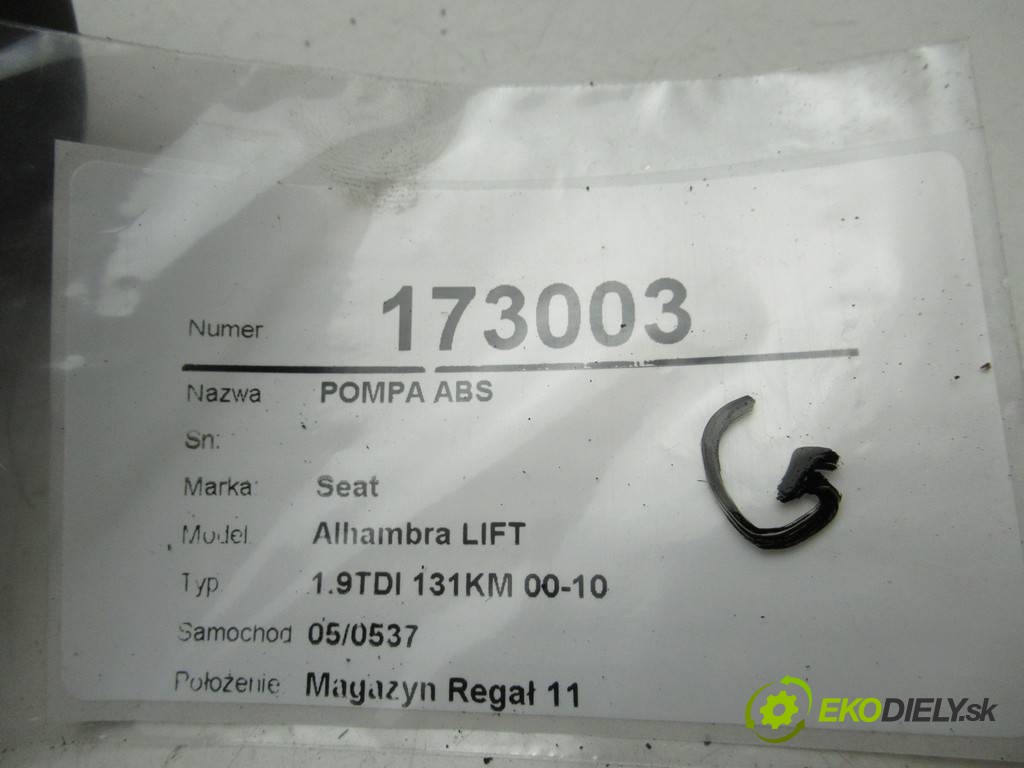 Numer 173003
Nazwa POMPA ABS
Sn:
Marka: Seat
Model Alhambra LIFT
Typ 1.9TDI 131KM 00-10
Samochod 05/0537
Położenie Magazyn Regał 11
G
EKODIELY.sk